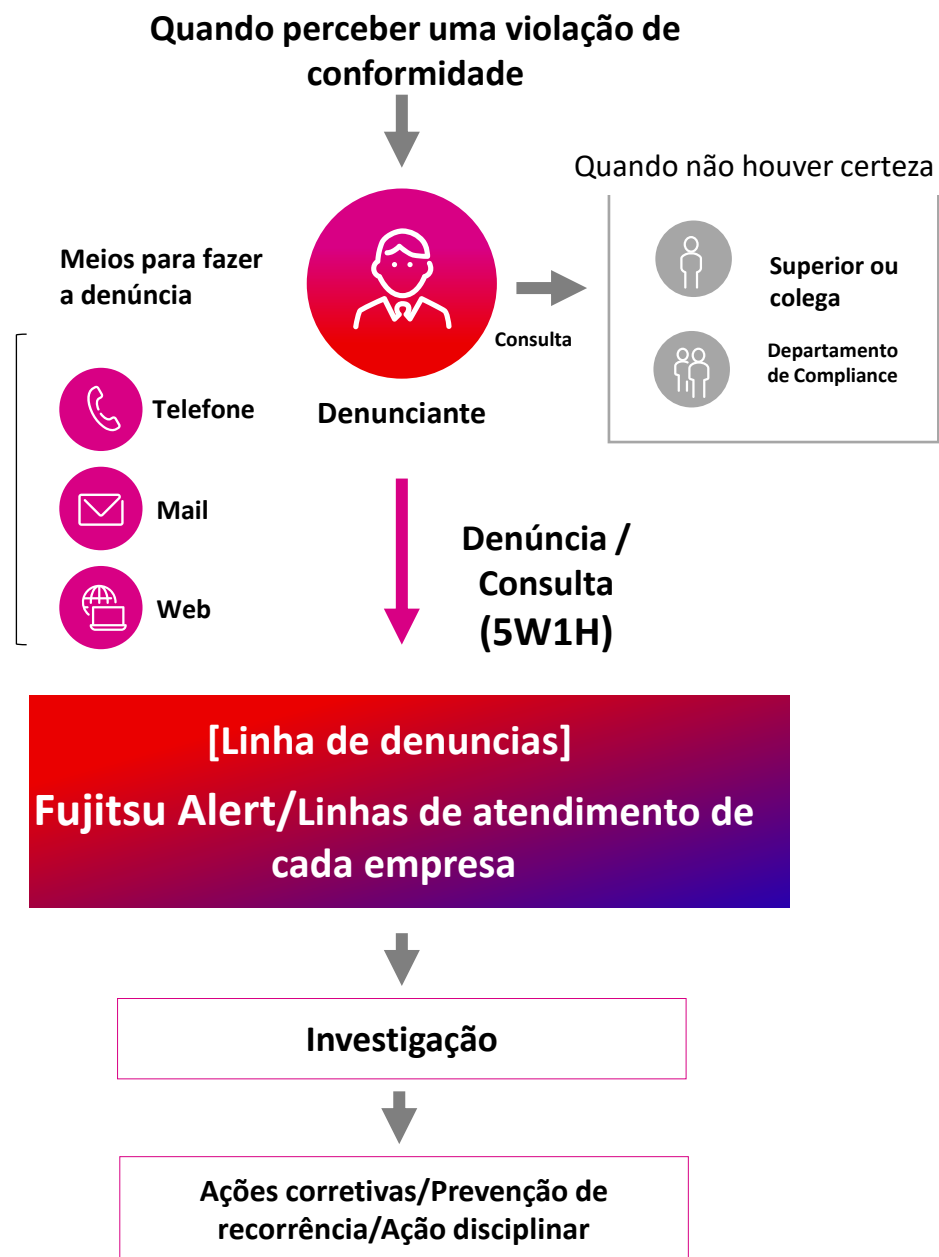 Quando perceber uma violação de
conformidade
Quando não houver certeza
Meios para fazer
a denúncia
Superior ou
colega
Consulta
Departamento
de Compliance
Telefone
Denunciante
Mail
Web
Denúncia /
Consulta
(5W1H)
[Linha de denuncias]
Fujitsu Alert/Linhas de atendimento de
cada empresa
Investigação
Ações corretivas/Prevenção de
recorrência/Ação disciplinar